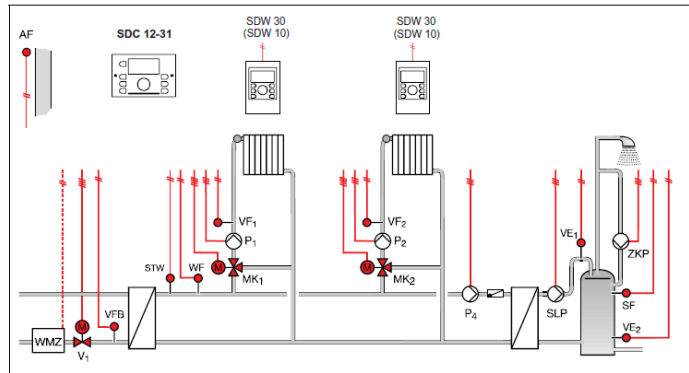 AF
SDC 12-31
SDW 30
(SDW 10)
SDW 30
(SDW 10)
VF1
VF2
P1
P2
VE1
ZKP
STW
WF
M
MK1
M
MK2
P4
SLP
SF
M
VFB
VE2
WMZ
V1